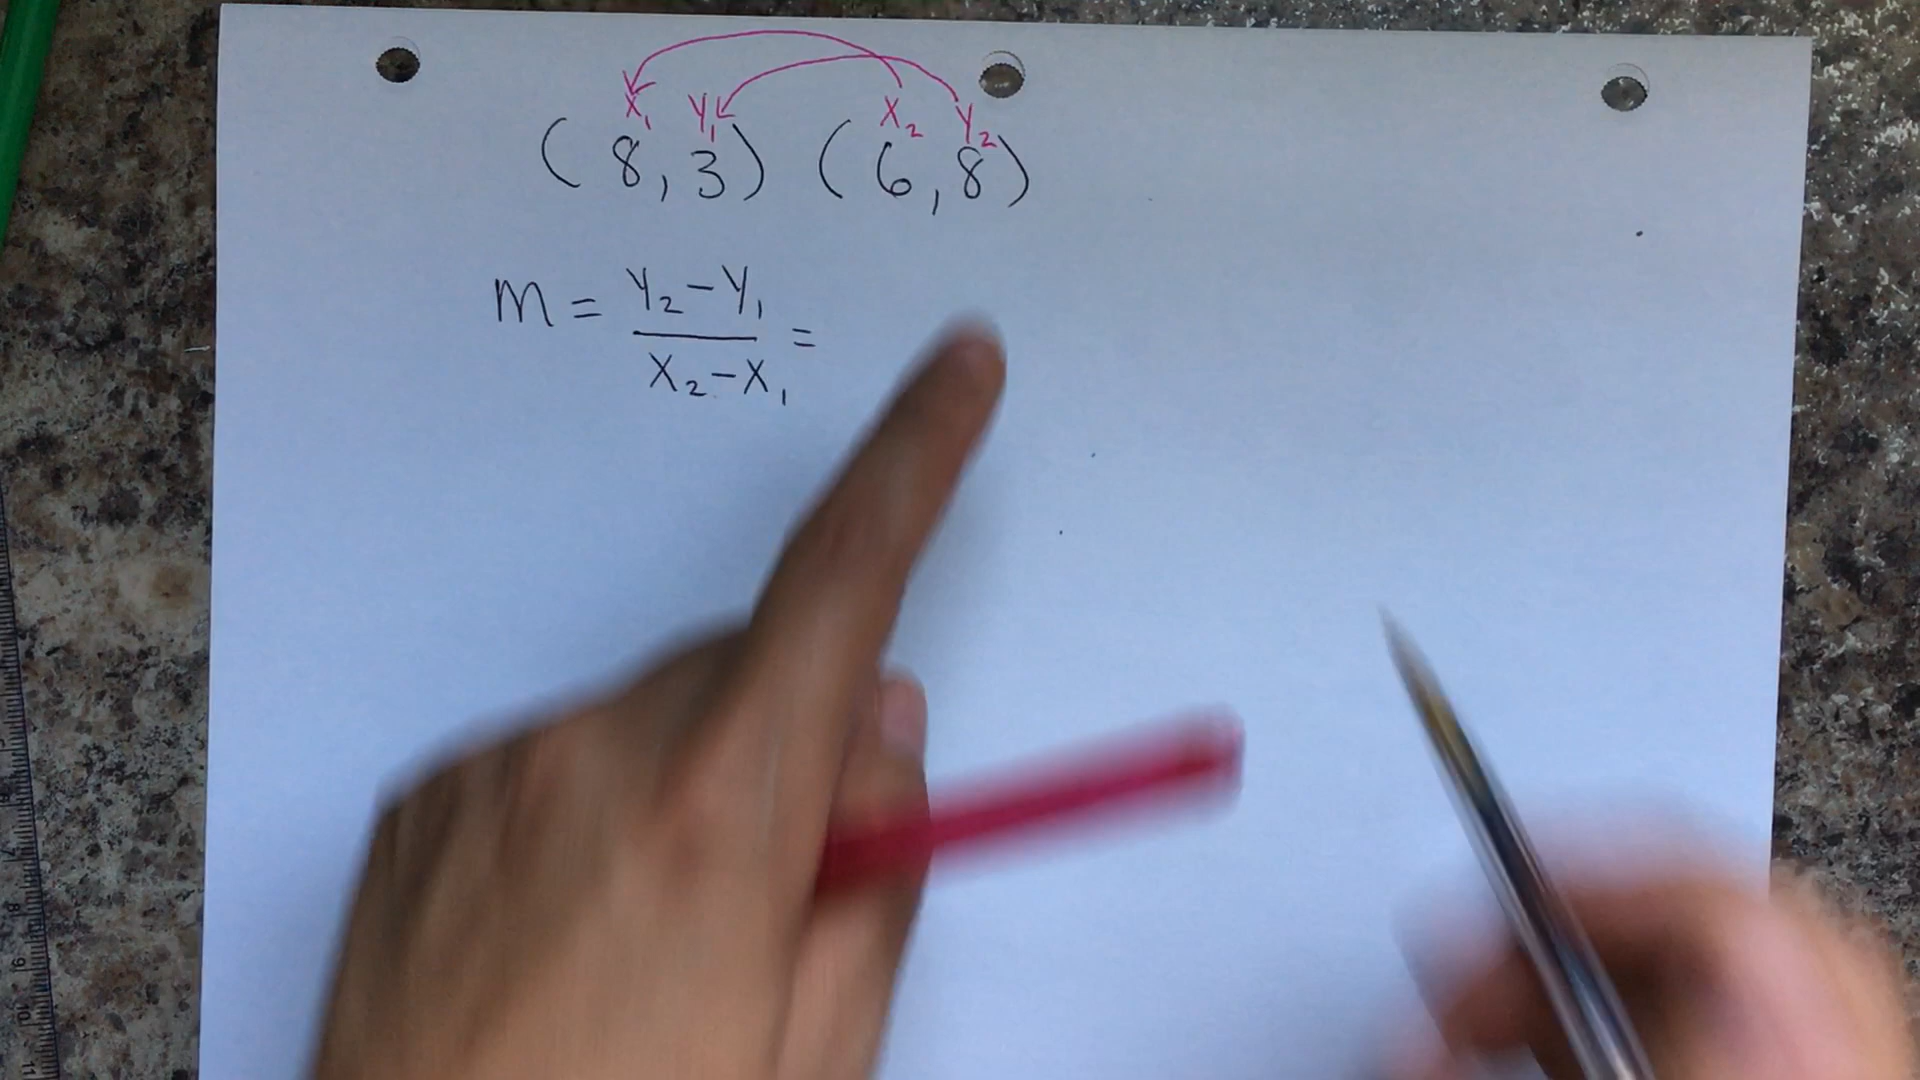 X₁ Y₁ X₂ Y₂
(8,3) (6,8)
m = Y₂-Y₁ =
X₂-X₁